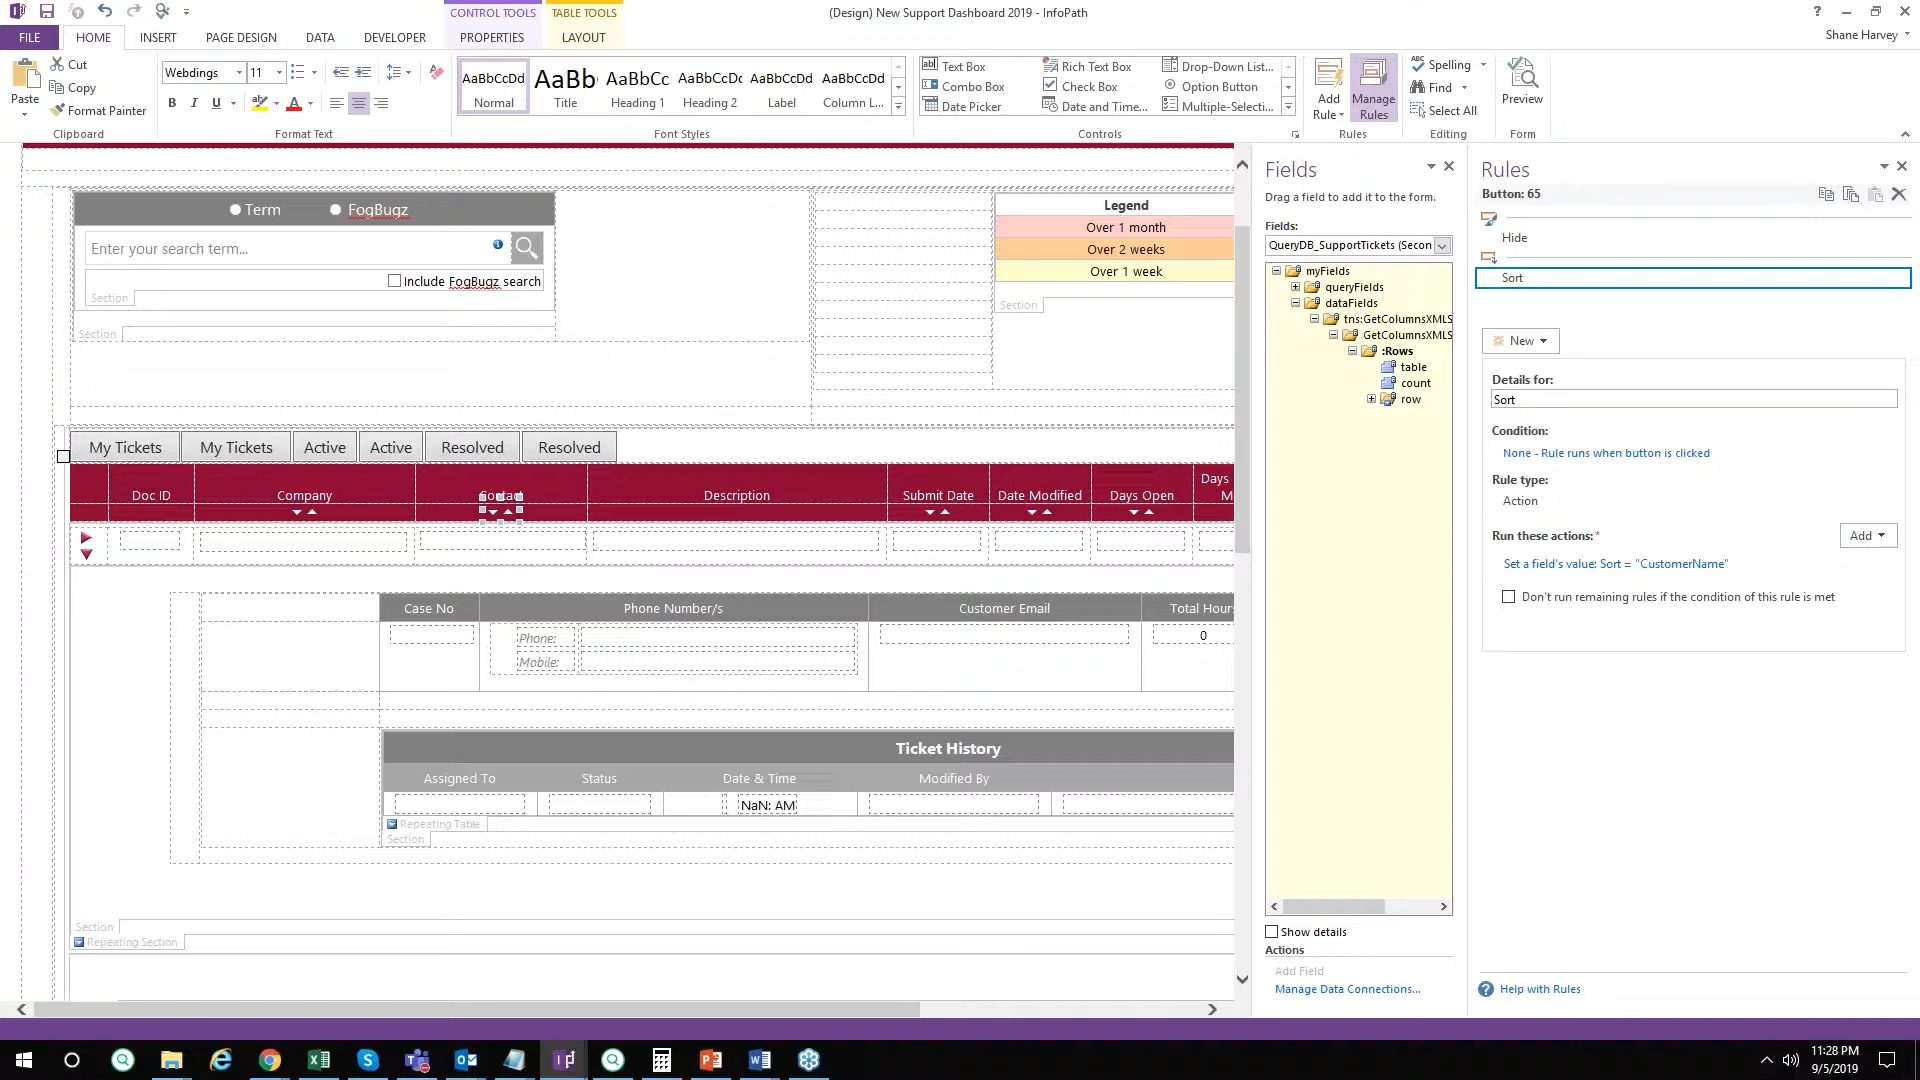 CONTROL TOOLS
TABLE TOOLS
(Design) New Support Dashboard 2019 - InfoPath
?
FILE
HOME
INSERT
PAGE DESIGN
DATA
DEVELOPER
PROPERTIES
LAYOUT
Shane Harvey
Paste
Cut
Copy
Format Painter
Clipboard
Webdings
11
B
I
U
A
Format Text
AaBbCcDd
Normal
AaBb
Title
AaBbCc
Heading 1
AaBbCcDc
Heading 2
AaBbCcDd
Label
AaBbCcDd
Column L...
Font Styles
Text Box
Combo Box
Date Picker
Rich Text Box
Check Box
Date and Time...
Drop-Down List...
Option Button
Multiple-Selecti...
Controls
Add
Rule
Manage
Rules
Rules
Spelling
Find
Select All
Editing
Preview
Form
Term
FogBugz
Enter your search term...
Include FogBugz search
Section
Section
Legend
Over 1 month
Over 2 weeks
Over 1 week
Section
My Tickets
My Tickets
Active
Active
Resolved
Resolved
Doc ID
Company
Contact
Description
Submit Date
Date Modified
Days Open
Days
M
Case No
Phone Number/s
Customer Email
Total Hours
Phone:
Mobile:
0
Ticket History
Assigned To
Status
Date & Time
Modified By
NaN: AM
Repeating Table
Section
Section
Repeating Section
Fields
Drag a field to add it to the form.
Fields:
QueryDB_SupportTickets (Secon
myFields
queryFields
dataFields
tns:GetColumnsXMLS
GetColumnsXMLS
:Rows
table
count
row
Show details
Actions
Add Field
Manage Data Connections...
Rules
Button: 65
Hide
Sort
New
Details for:
Sort
Condition:
None - Rule runs when button is clicked
Rule type:
Action
Run these actions:*
Add
Set a field's value: Sort = "CustomerName"
Don't run remaining rules if the condition of this rule is met
Help with Rules
11:28 PM
9/5/2019